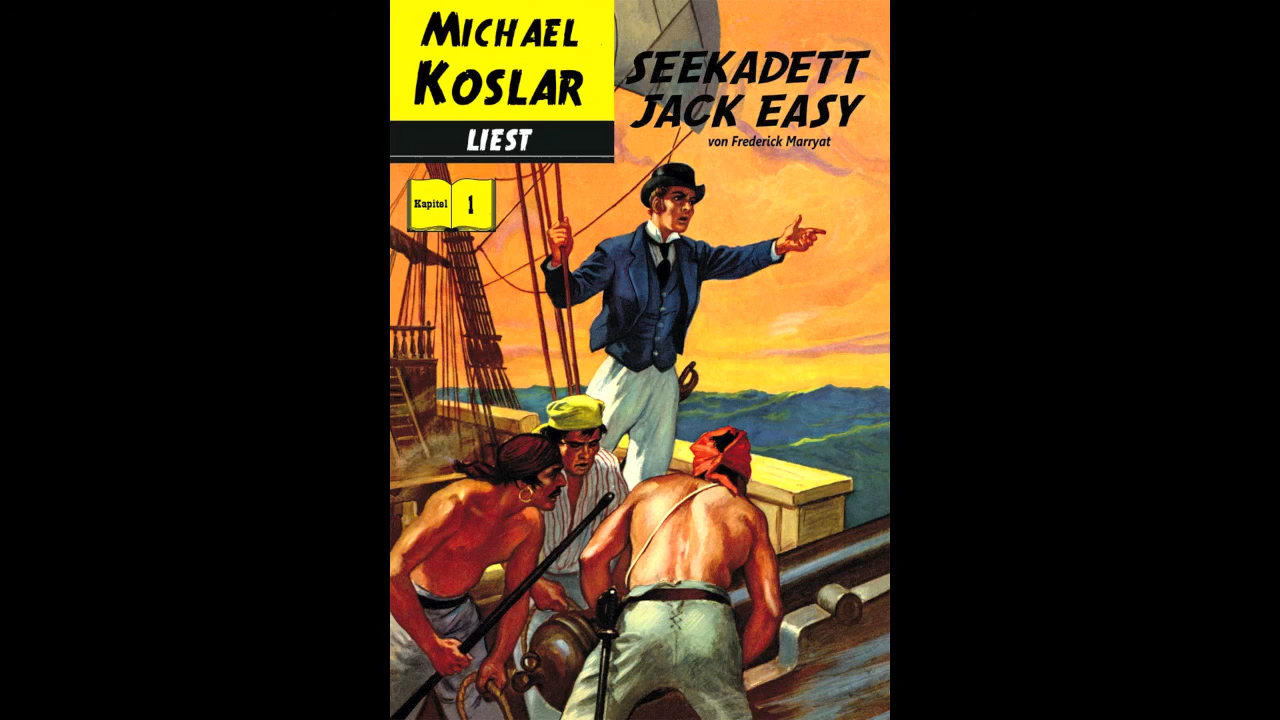 MICHAEL
KOSLAR
LIEST
SEEKADETT
JACK EASY
von Frederick Marryat
Kapitel 1